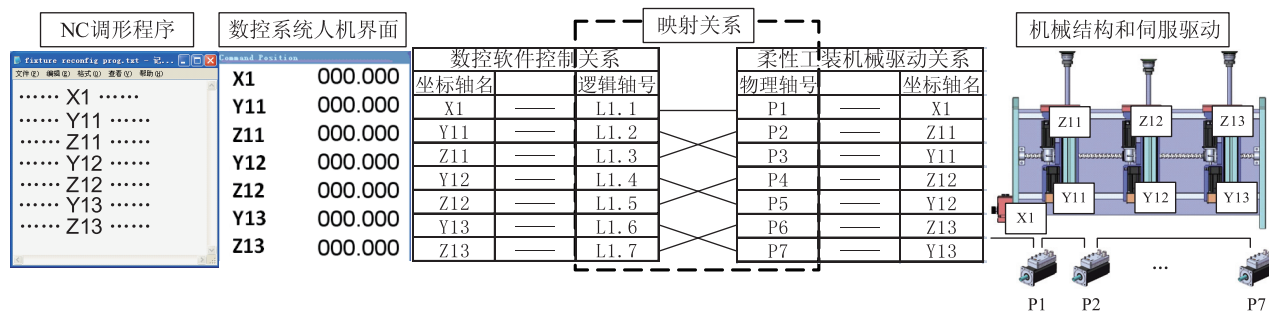 NC调形程序
数控系统人机界面
映射关系
机械结构和伺服驱动
fixture reconfig prog.txt - 记...
文件(F) 编辑(E) 格式(O) 查看(V) 帮助(H)
…… X1 ……
…… Y11 ……
…… Z11 ……
…… Y12 ……
…… Z12 ……
…… Y13 ……
…… Z13 ……
Command Position
X1 000.000
Y11 000.000
Z11 000.000
Y12 000.000
Z12 000.000
Y13 000.000
Z13 000.000
数控软件控制关系
坐标轴名 逻辑轴号
X1 —— L1.1
Y11 —— L1.2
Z11 —— L1.3
Y12 —— L1.4
Z12 —— L1.5
Y13 —— L1.6
Z13 —— L1.7
柔性工装机械驱动关系
物理轴号 坐标轴名
P1 —— X1
P2 —— Z11
P3 —— Y11
P4 —— Z12
P5 —— Y12
P6 —— Z13
P7 —— Y13
Z11 Z12 Z13
Y11 Y12 Y13
X1
...
P1 P2 P7